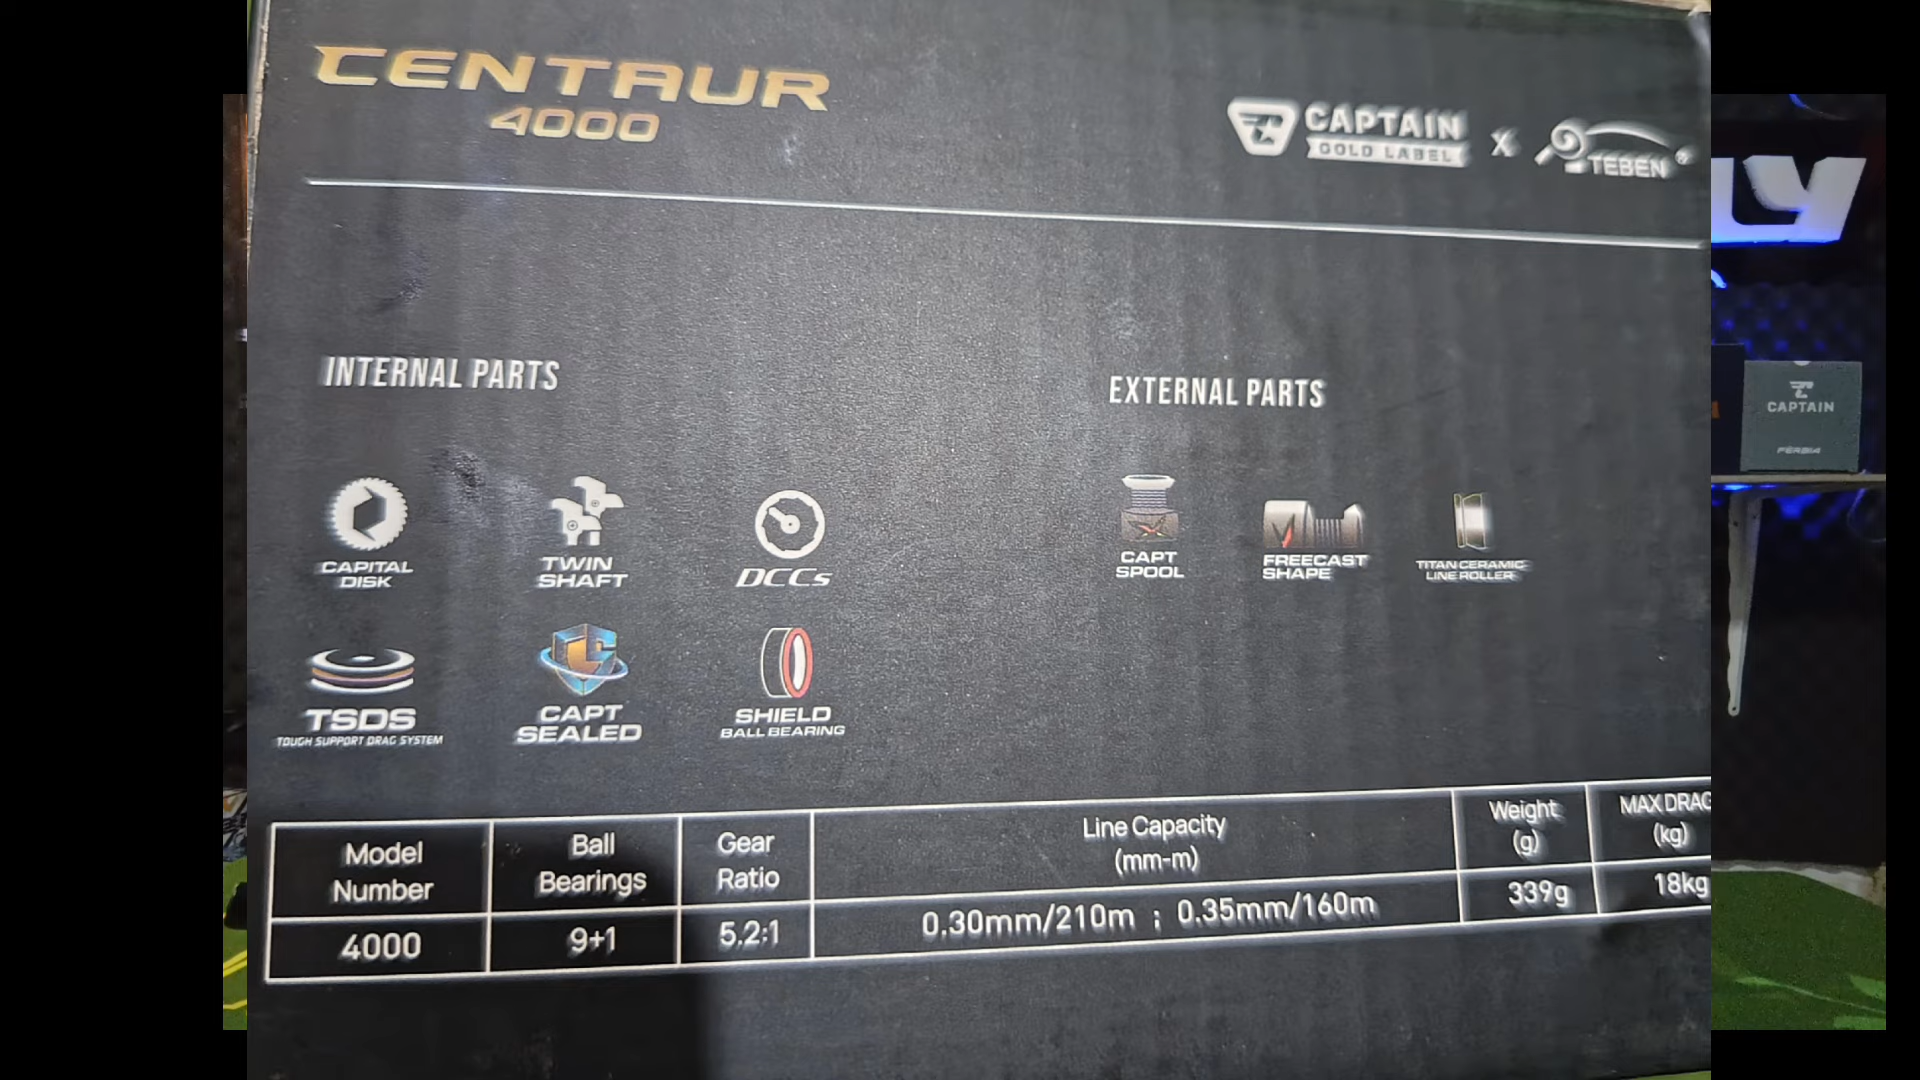 CENTAUR
4000
CAPTAIN
GOLD LABEL
X
TEBEN
INTERNAL PARTS
EXTERNAL PARTS
CAPITAL
DISK
TWIN
SHAFT
DCCs
CAPT
SPOOL
FREECAST
SHAPE
TITAN CERAMIC
LINE ROLLER
TSDS
TOUGH SUPPORT DRAG SYSTEM
CAPT
SEALED
SHIELD
BALL BEARING
Model
Number
Ball
Bearings
Gear
Ratio
Line Capacity
(mm-m)
Weight
(g)
MAX DRAG
(kg)
4000
9+1
5.2:1
0.30mm/210m ; 0.35mm/160m
339g
18kg
LY
CAPTAIN